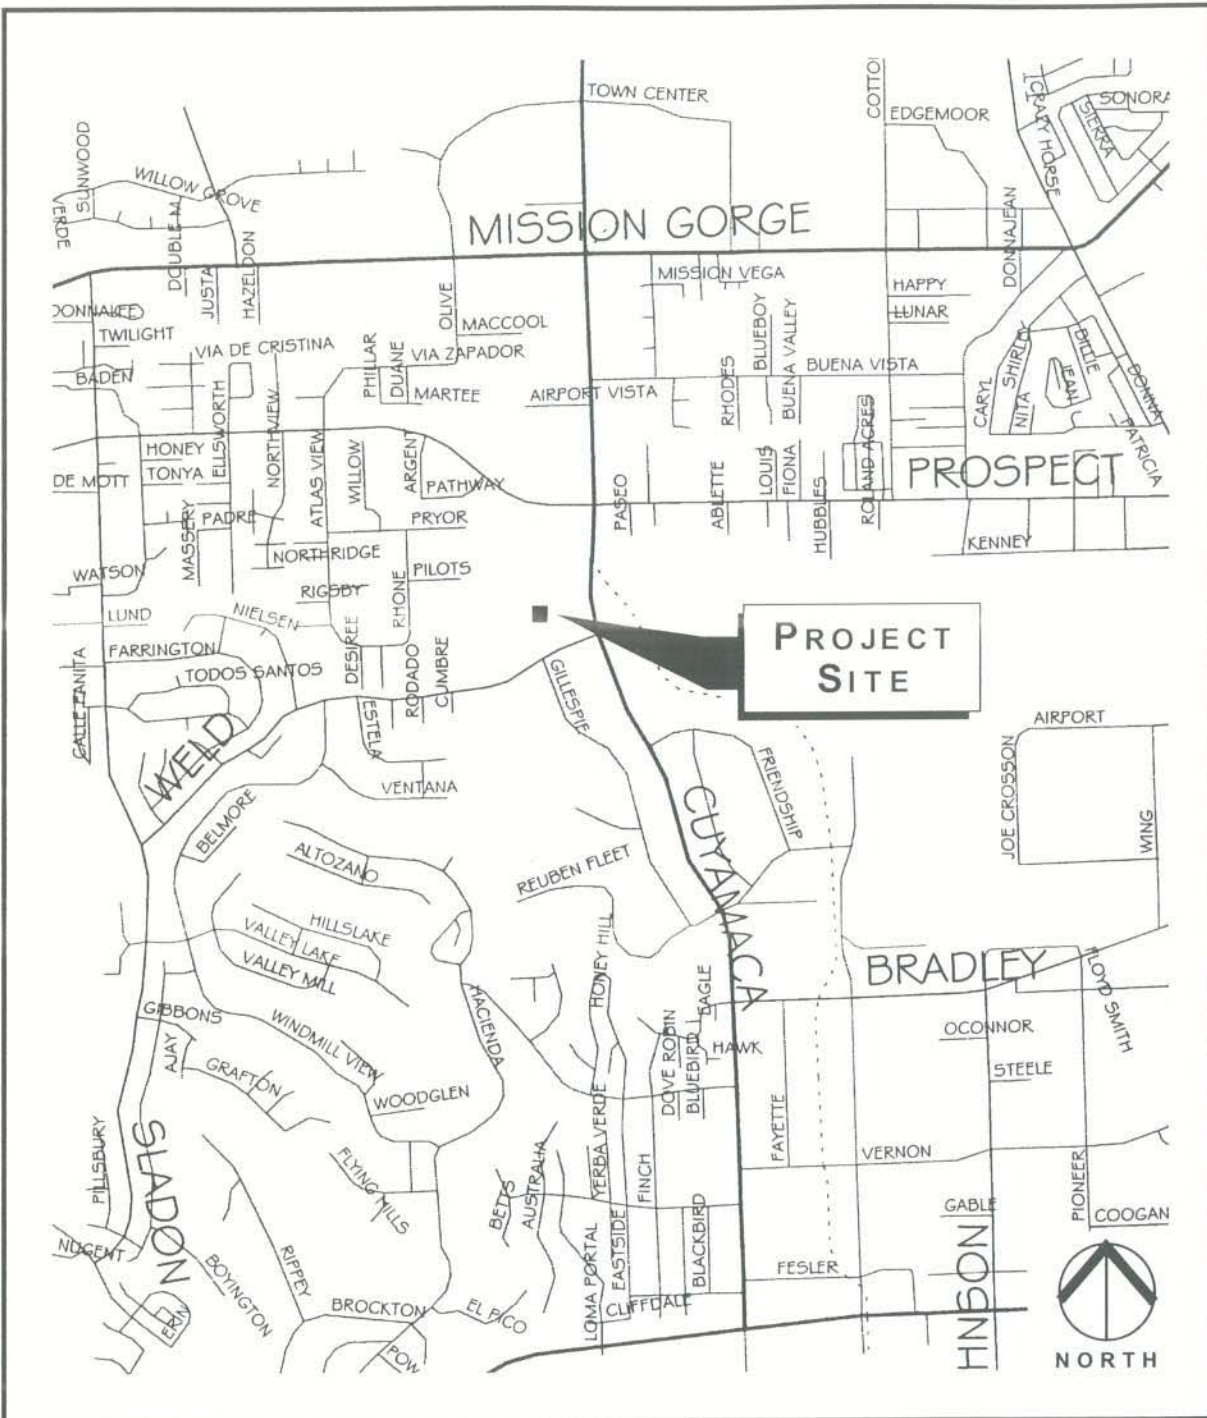 TOWN CENTER
COTTO
EDGEMOOR
CRAZY HORSE
SONORA
SIERRA
SUNWOOD
WILLOW GROVE
VERDE
DOUBLE M
MISSION GORGE
DONNAJEAN
JUSTA
HAZELDON
MISSION VEGA
HAPPY
LUNAR
DONNALEE
TWILIGHT
OLIVE
MACCOOL
VIA DE CRISTINA
PHILLAR
DUANE
VIA ZAPADOR
BLUEBOY
BUENA VALLEY
BUENA VISTA
SHIRLEY
BILLIE
BADEN
MARTEE
AIRPORT VISTA
RHODES
CARYL
NITA
JEAN
DONNA
ELLSWORTH
NORTHVIEW
HONEY
TONYA
DE MOTT
ATLAS VIEW
WILLOW
ARGENT
PATHWAY
ROLAND ACRES
PROSPECT
PATRICIA
PASEO
ABLETTE
LOUIS
FIONA
HUBBLES
MASSERY
PADRE
PRYOR
NORTHRIDGE
KENNEY
WATSON
RIGSBY
RHONE
PILOTS
LUND
NIELSEN
PROJECT
SITE
FARRINGTON
DESIREE
TODOS SANTOS
RODADO
CUMBRE
GILLESPIE
CALLE FANITA
WELD
ESTELA
AIRPORT
JOE CROSSON
FRIENDSHIP
VENTANA
CUYAMACA
WING
BELMORE
ALTOZANO
REUBEN FLEET
HILLSLAKE
VALLEY LAKE
VALLEY MILL
HONEY HILL
EAGLE
BRADLEY
FLOYD SMITH
GIBBONS
WINDMILL VIEW
HACIENDA
DOVE ROBIN
BLUEBIRD
HAWK
OCONNOR
AJAY
GRAFTON
WOODGLEN
STEELE
YERBA VERDE
FAYETTE
PILLSBURY
SLADON
FLYING HILLS
BETTS
AUSTRALIA
FINCH
VERNON
PIONEER
GABLE
COOGAN
NUGENT
BOYINGTON
RIPPEY
LOMA PORTAL
EASTSIDE
BLACKBIRD
FESLER
HNSON
ERIN
BROCKTON
EL PICO
CLIFFDALE
POW
NORTH